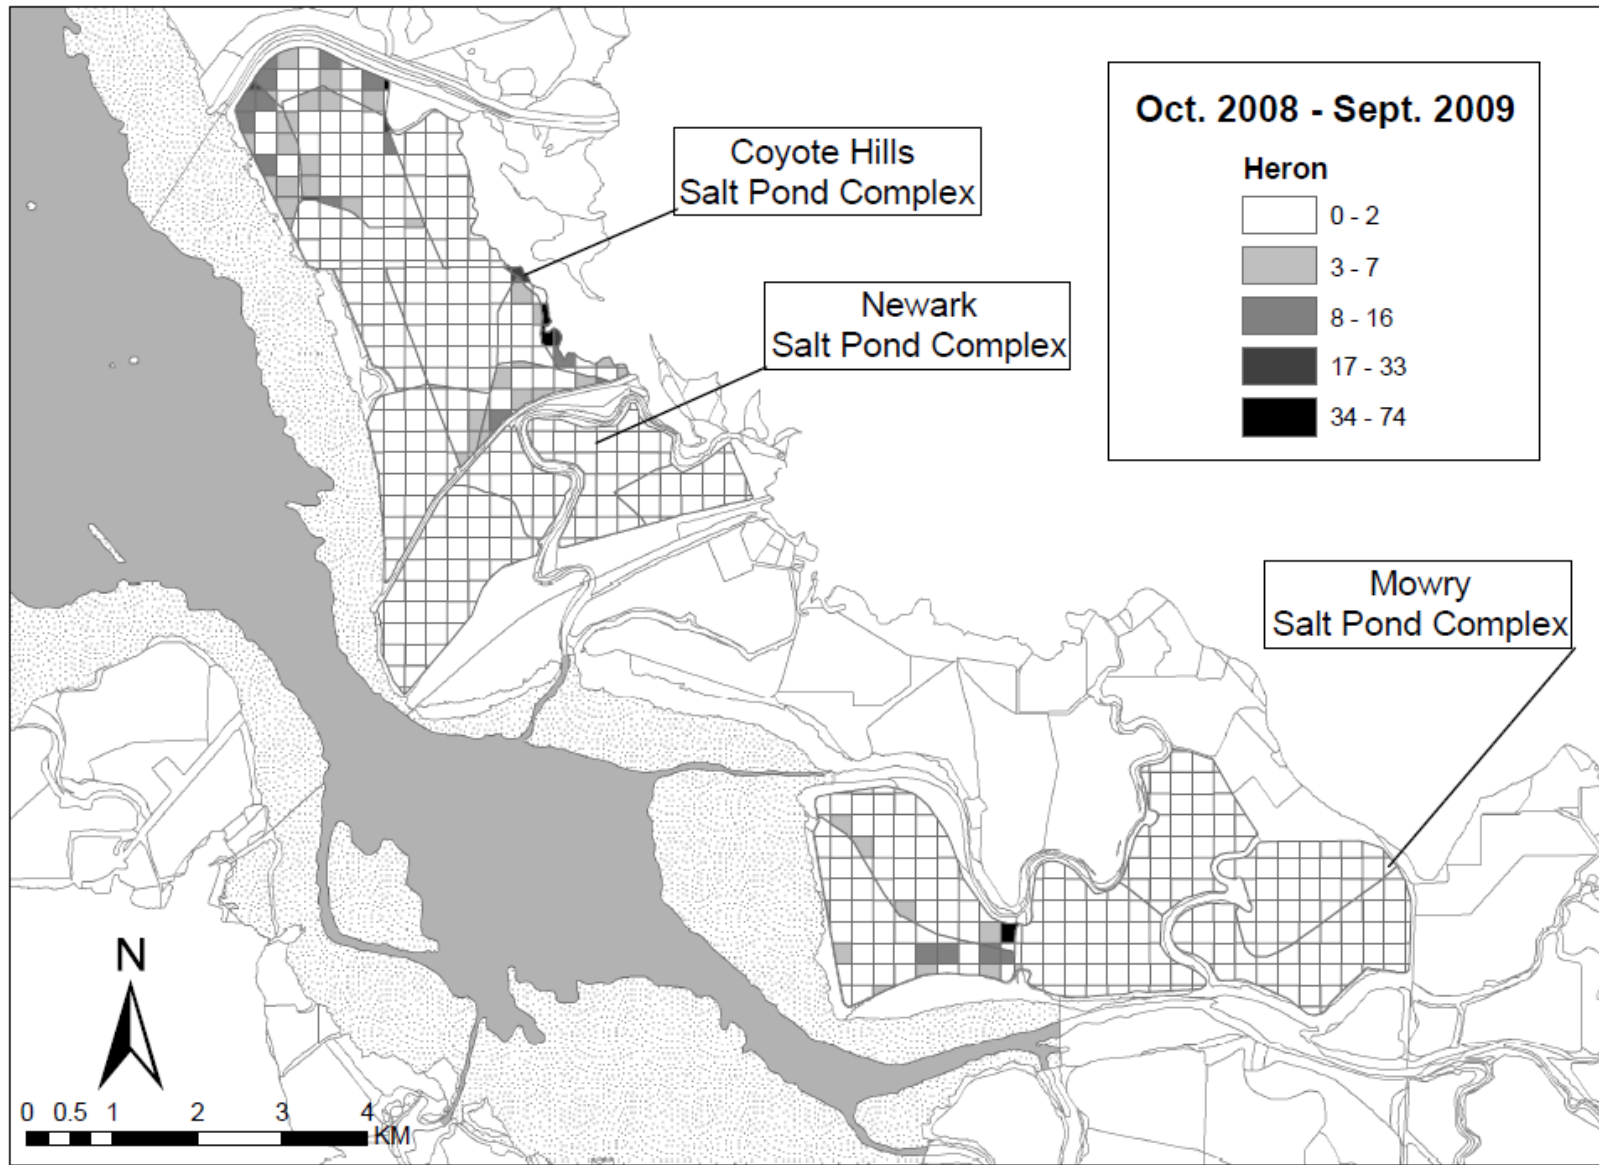 Oct. 2008 - Sept. 2009
Heron
0 - 2
3 - 7
8 - 16
17 - 33
34 - 74
Coyote Hills
Salt Pond Complex
Newark
Salt Pond Complex
Mowry
Salt Pond Complex
N
0 0.5 1 2 3 4
KM